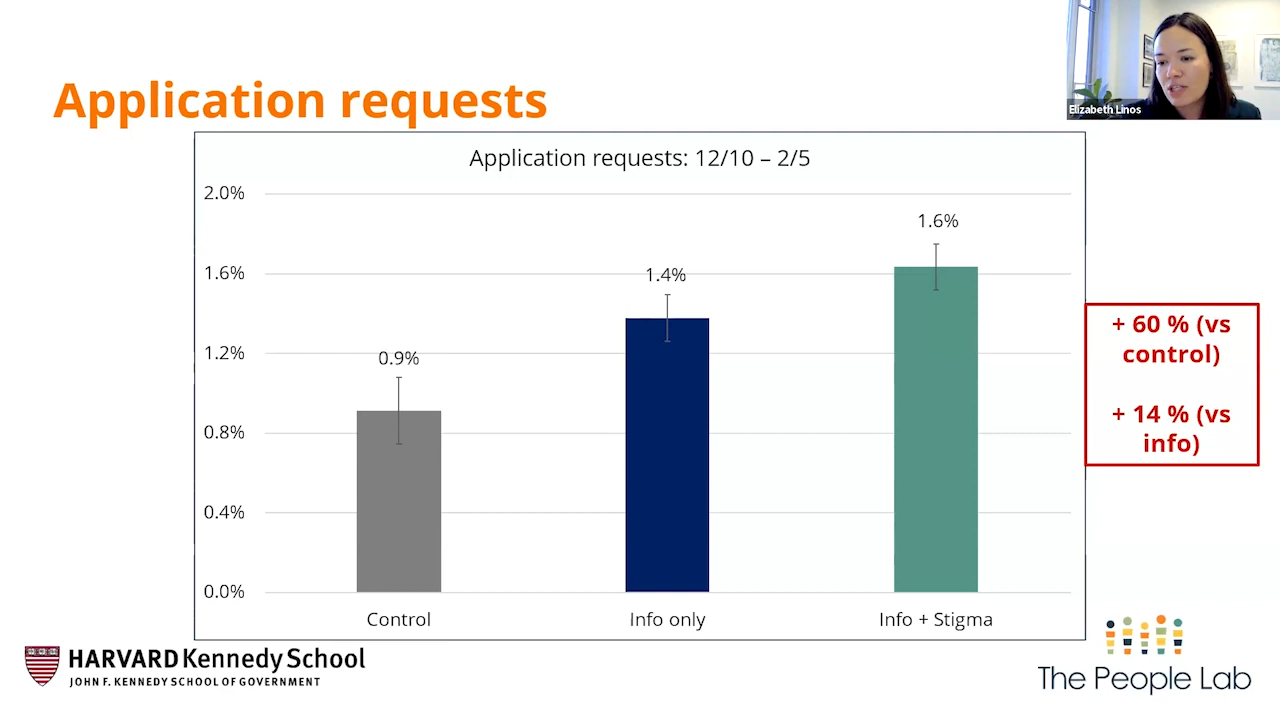 Elizabeth Linos
Application requests
Application requests: 12/10 – 2/5
2.0%
1.6%
1.2%
0.8%
0.4%
0.0%
0.9%
1.4%
1.6%
Control
Info only
Info + Stigma
+ 60 % (vs
control)
+ 14 % (vs
info)
HARVARD Kennedy School
JOHN F. KENNEDY SCHOOL OF GOVERNMENT
The People Lab